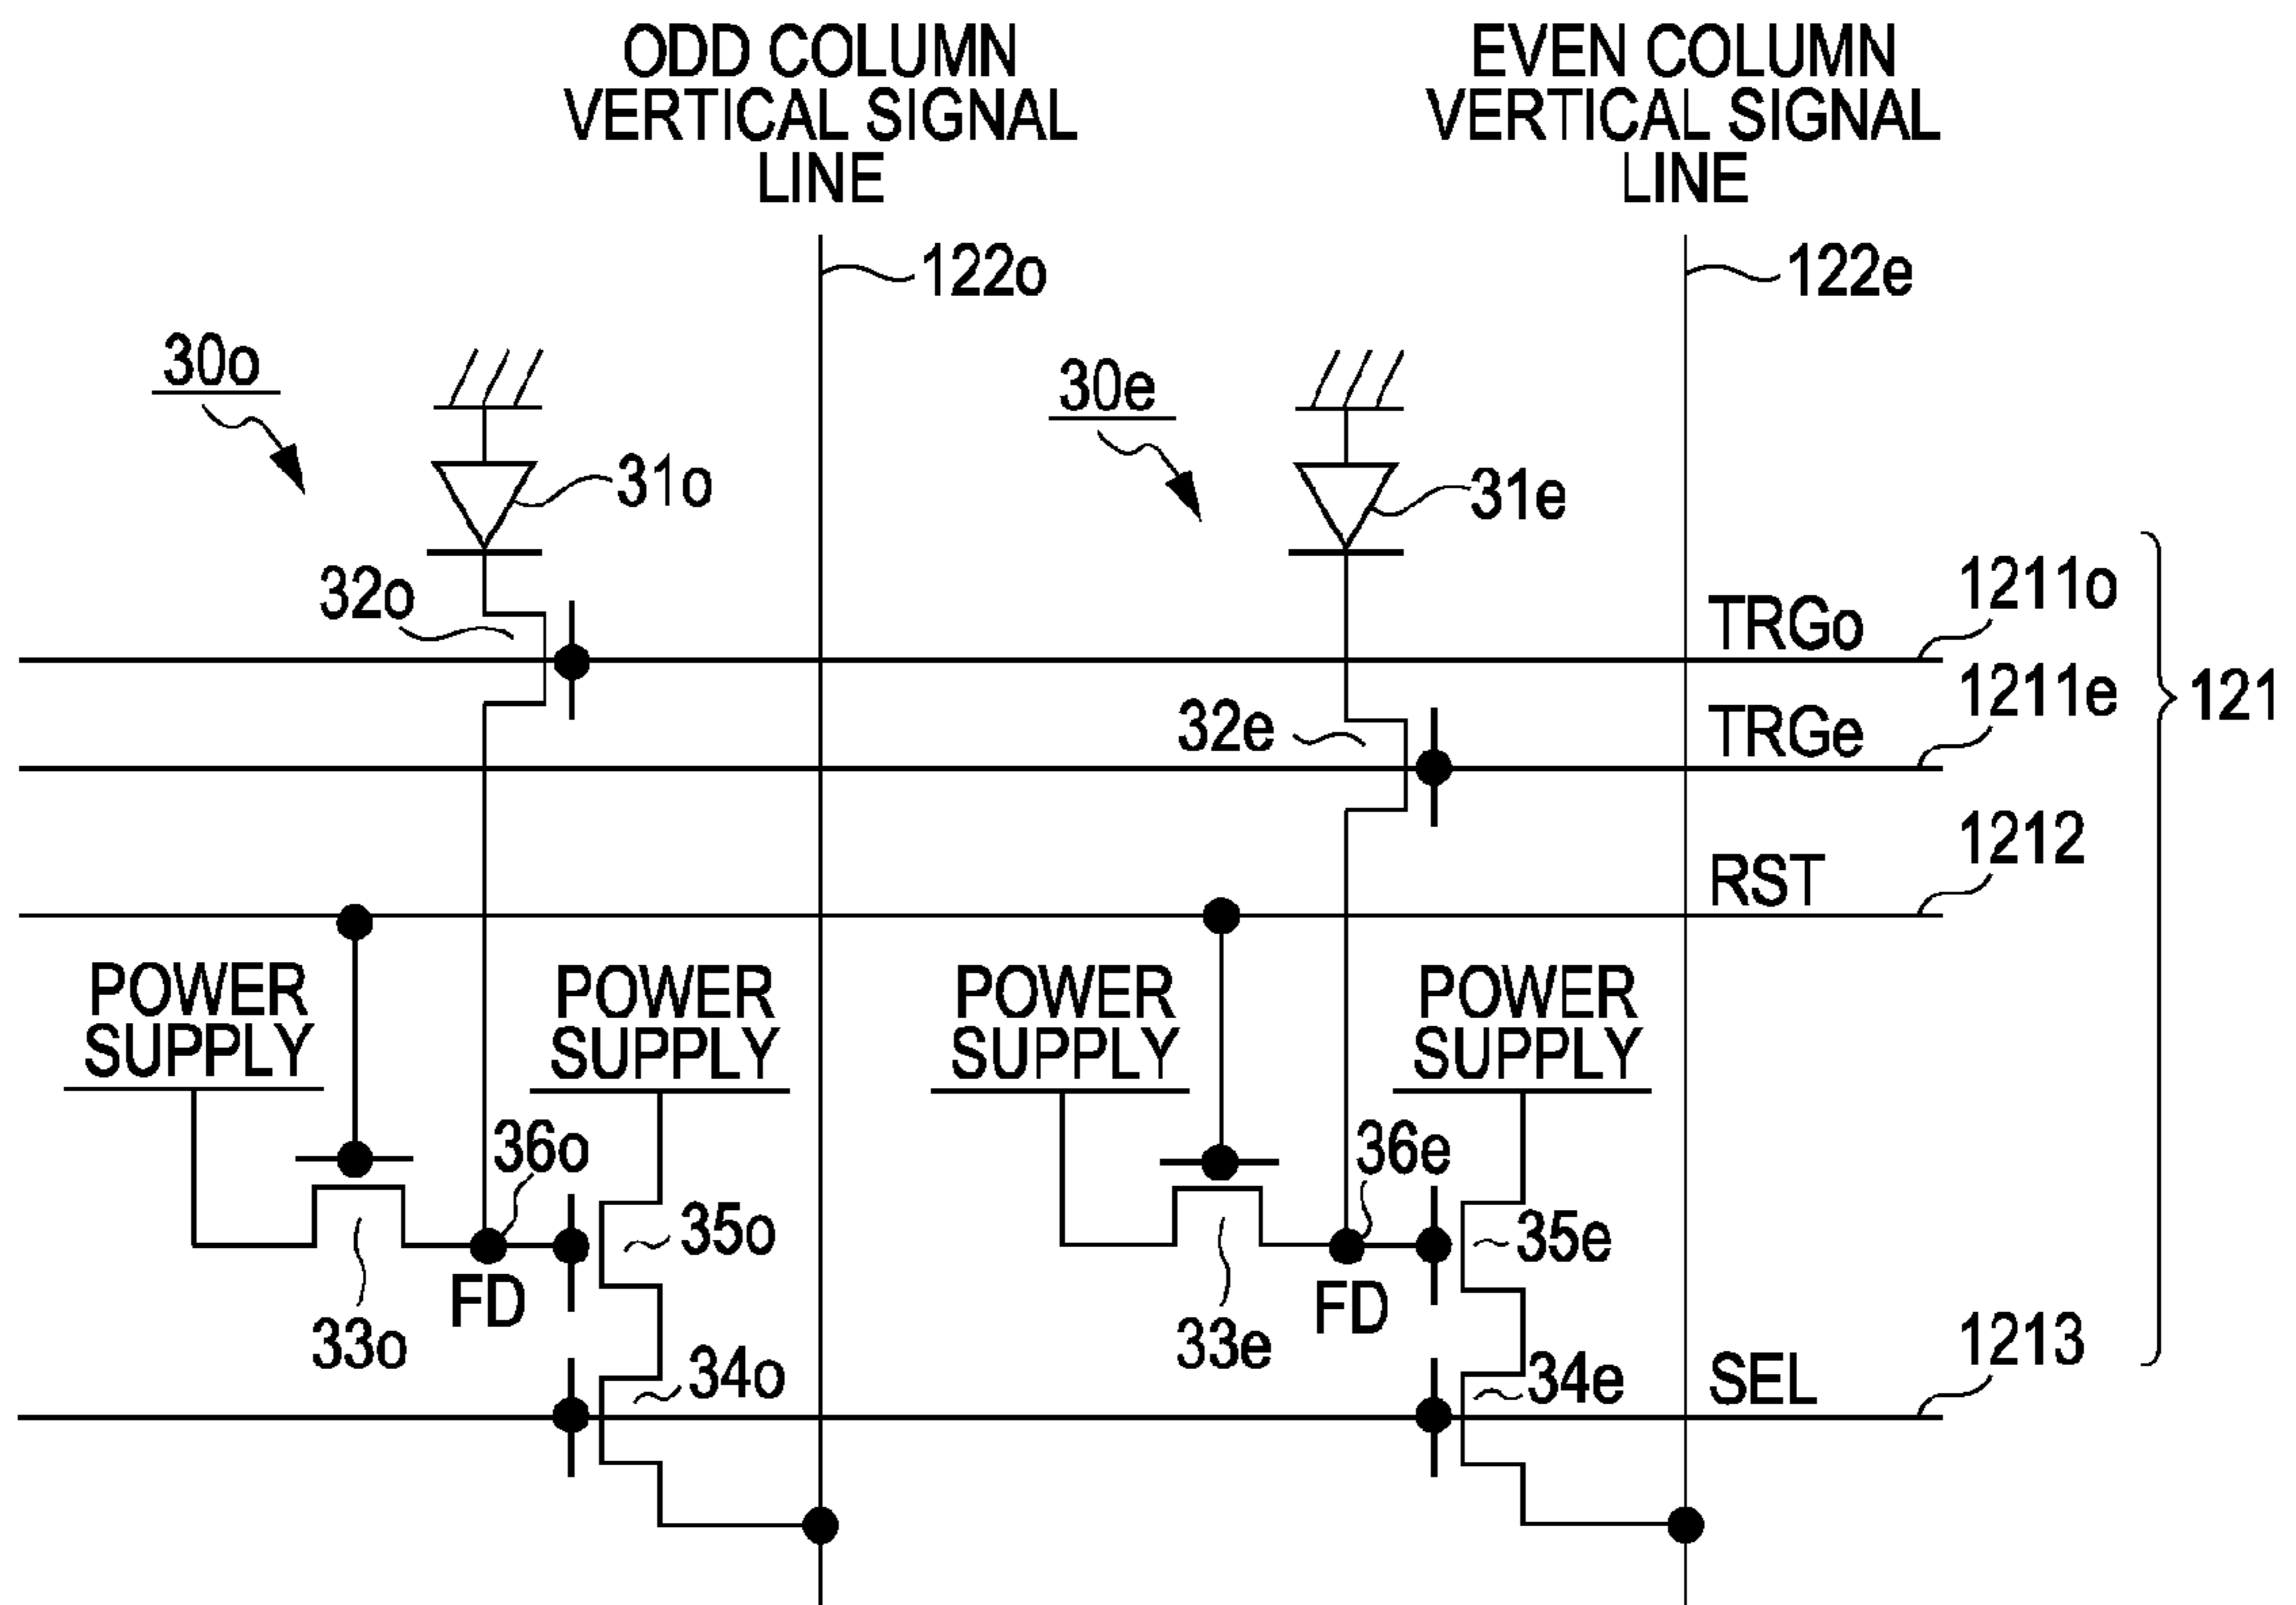 ODD COLUMN
VERTICAL SIGNAL
LINE
EVEN COLUMN
VERTICAL SIGNAL
LINE
122o
122e
30o
30e
31o
31e
32o
TRGo
1211o
32e
TRGe
1211e
121
RST
1212
POWER
SUPPLY
POWER
SUPPLY
POWER
SUPPLY
POWER
SUPPLY
36o
36e
35o
35e
FD
FD
33o
33e
34o
34e
SEL
1213